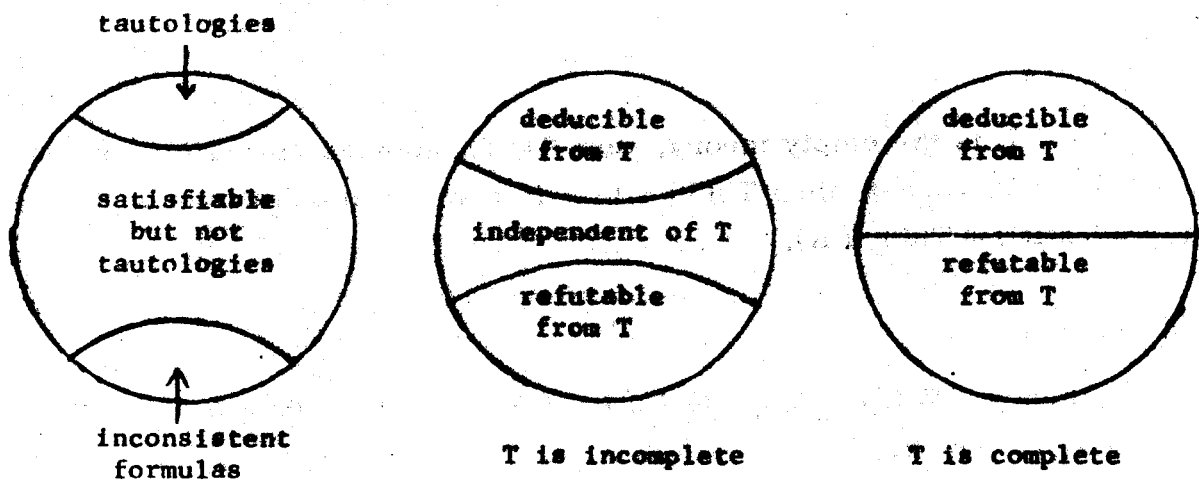 tautologies
satisfiable
but not
tautologies
inconsistent
formulas
deducible
from T
independent of T
refutable
from T
T is incomplete
deducible
from T
refutable
from T
T is complete